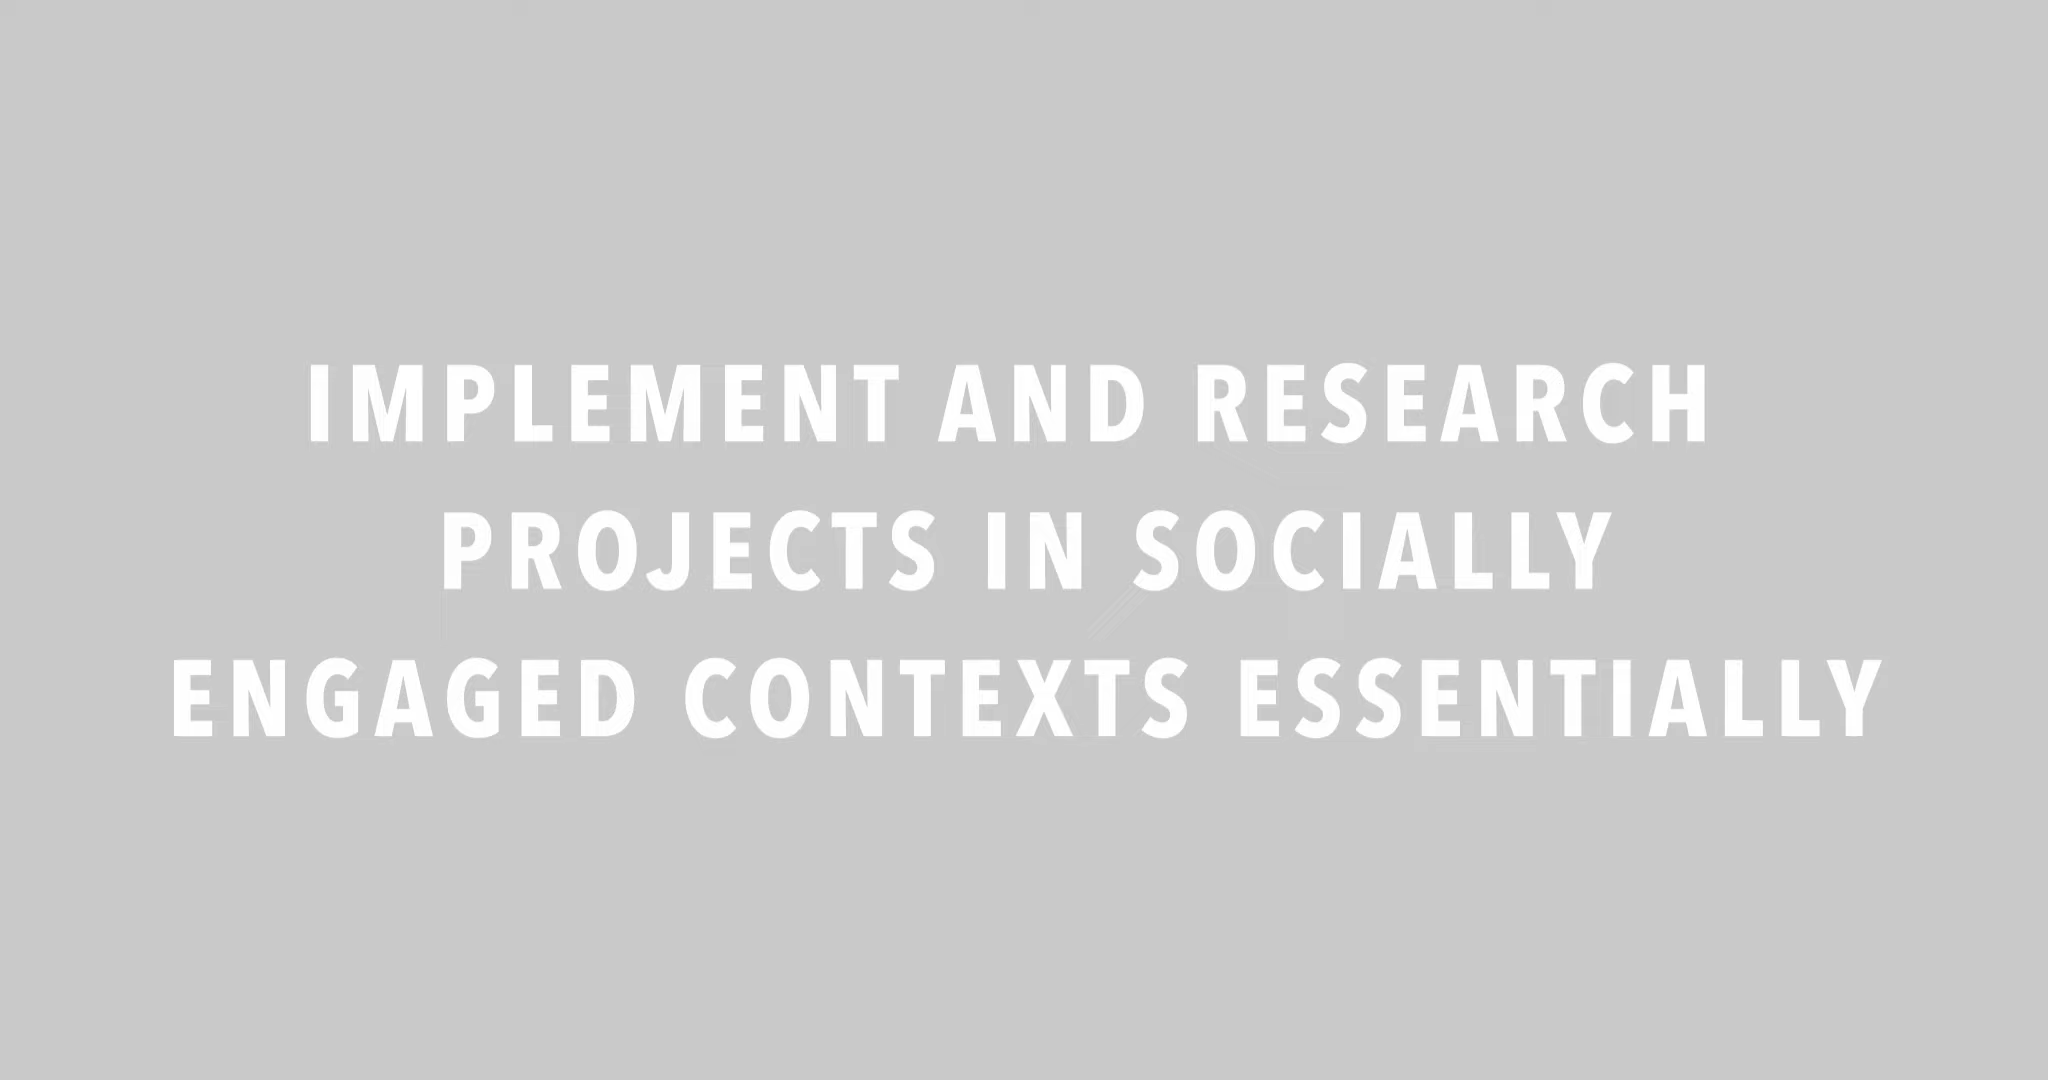 IMPLEMENT AND RESEARCH
PROJECTS IN SOCIALLY
ENGAGED CONTEXTS ESSENTIALLY